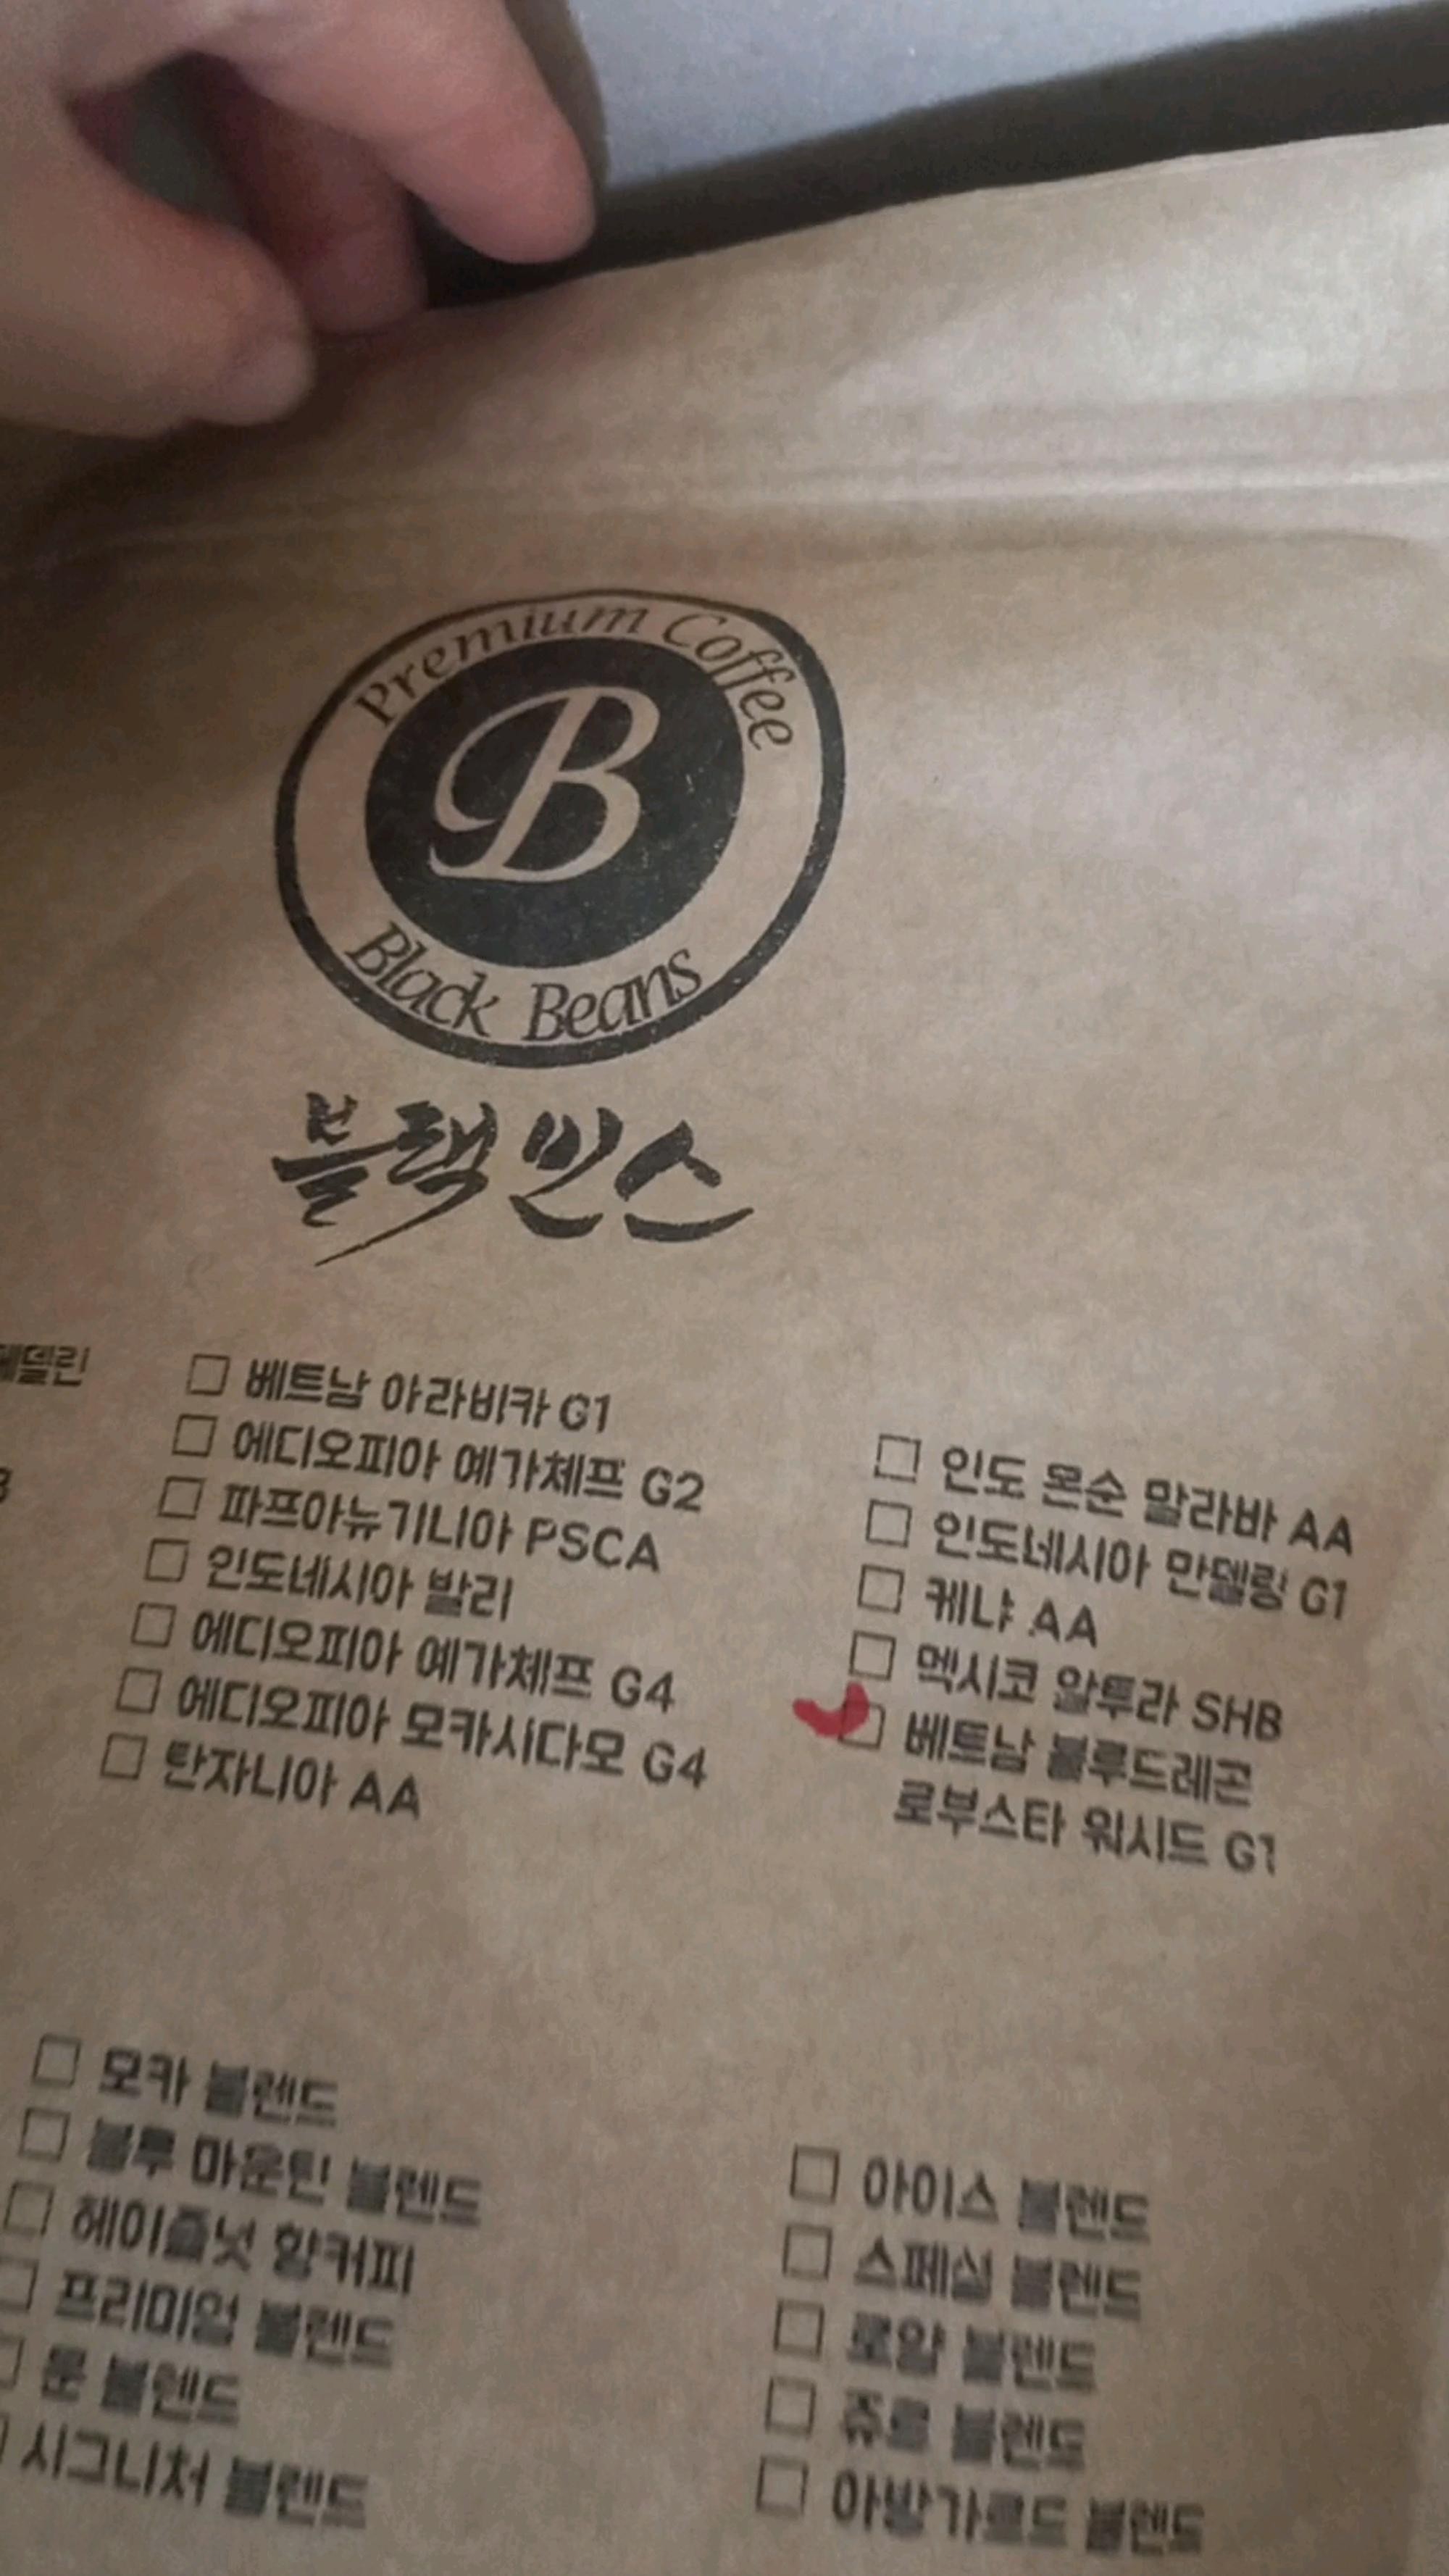 Premium Coffee
B
Black Beans
블랙빈스
데델린
□ 베트남 아라비카 G1
□ 에디오피아 예가체프 G2
□ 파프아뉴기니아 PSCA
□ 인도네시아 발리
□ 에디오피아 예가체프 G4
□ 에디오피아 모카시다모 G4
□ 탄자니아 AA
□ 인도 몬순 말라바 AA
□ 인도네시아 만델링 G1
□ 케냐 AA
□ 멕시코 알투라 SHB
□ 베트남 블루드레곤
로부스타 워시드 G1
□ 모카 블렌드
□ 블루 마운틴 블렌드
□ 헤이즐넛 향커피
□ 프리미엄 블렌드
□ 문 블렌드
□ 시그니처 블렌드
□ 아이스 블렌드
□ 스페셜 블렌드
□ 로얄 블렌드
□ 쥬르 블렌드
□ 아방가르드 블렌드